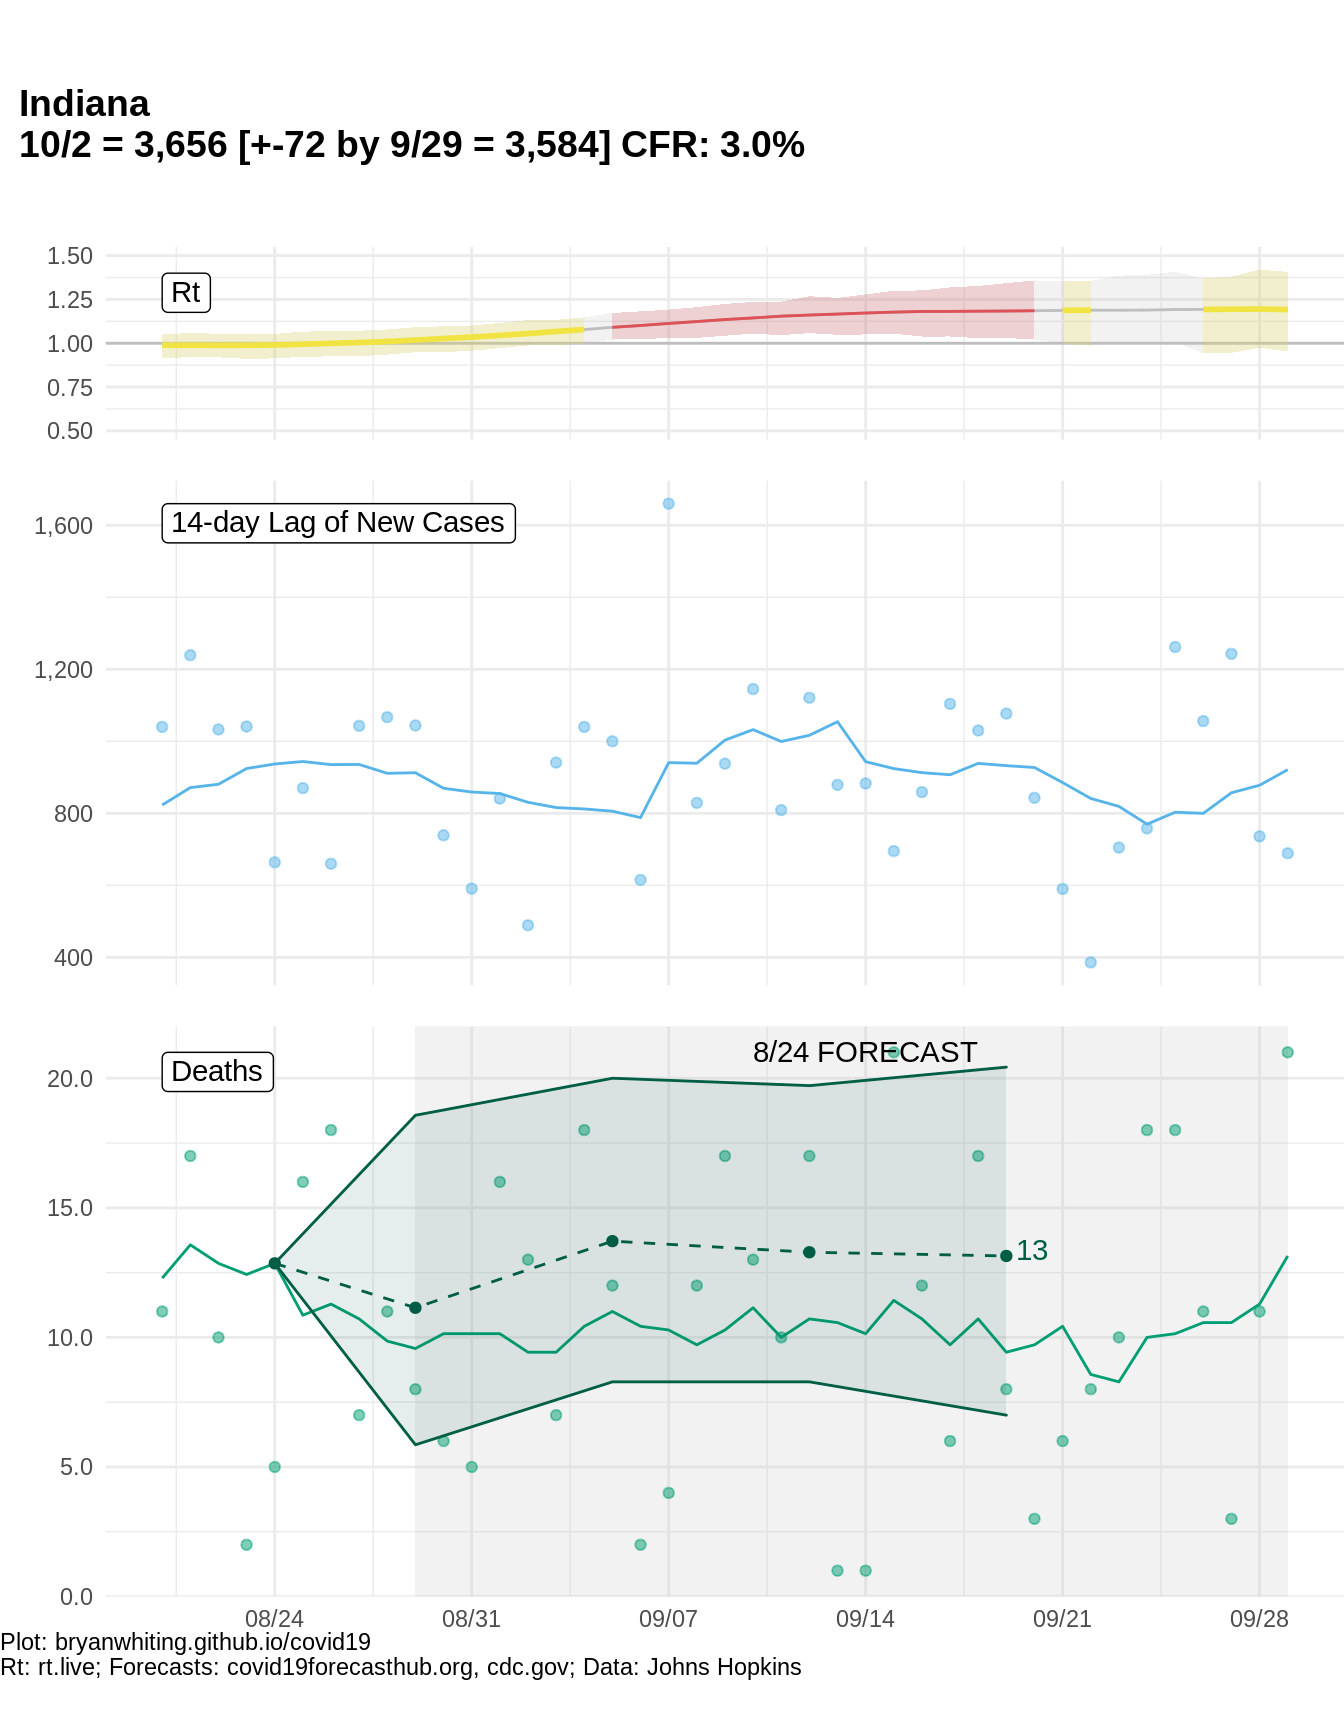 Indiana
10/2 = 3,656 [+-72 by 9/29 = 3,584] CFR: 3.0%
1.50
Rt
1.25
1.00
0.75
0.50
14-day Lag of New Cases
1,600
1,200
800
400
8/24 FORECAST
Deaths
20.0
15.0
13
10.0
5.0
0.0
08/24 08/31 09/07 09/14 09/21 09/28
Plot: bryanwhiting.github.io/covid19
Rt: rt.live; Forecasts: covid19forecasthub.org, cdc.gov; Data: Johns Hopkins